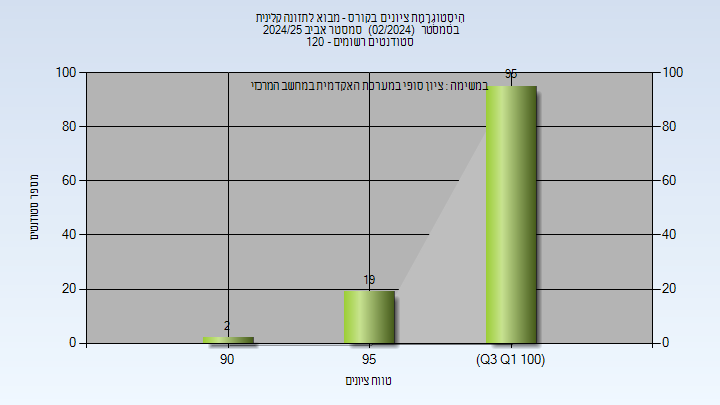 היסטוגרמת ציונים בקורס - מבוא לתזונה קלינית
בסמסטר (02/2024) סמסטר אביב 2024/25
סטודנטים רשומים - 120
במשימה : ציון סופי במערכת האקדמית במחשב המרכזי
מספר סטודנטים
100
80
60
40
20
0
100
80
60
40
20
0
2
19
95
90
95
(Q3 Q1 100)
טווח ציונים